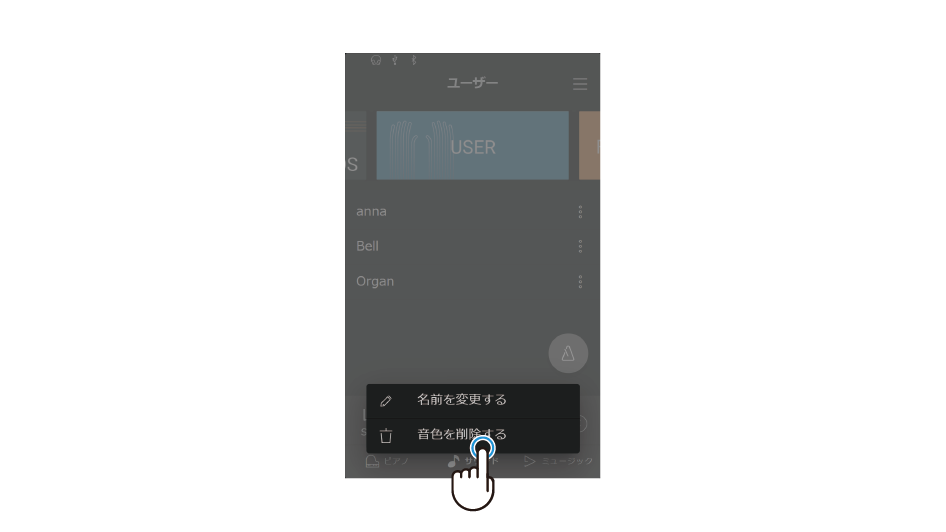 ユーザー
S
USER
anna
Bell
Organ
名前を変更する
音色を削除する
ピアノ
ミュージック